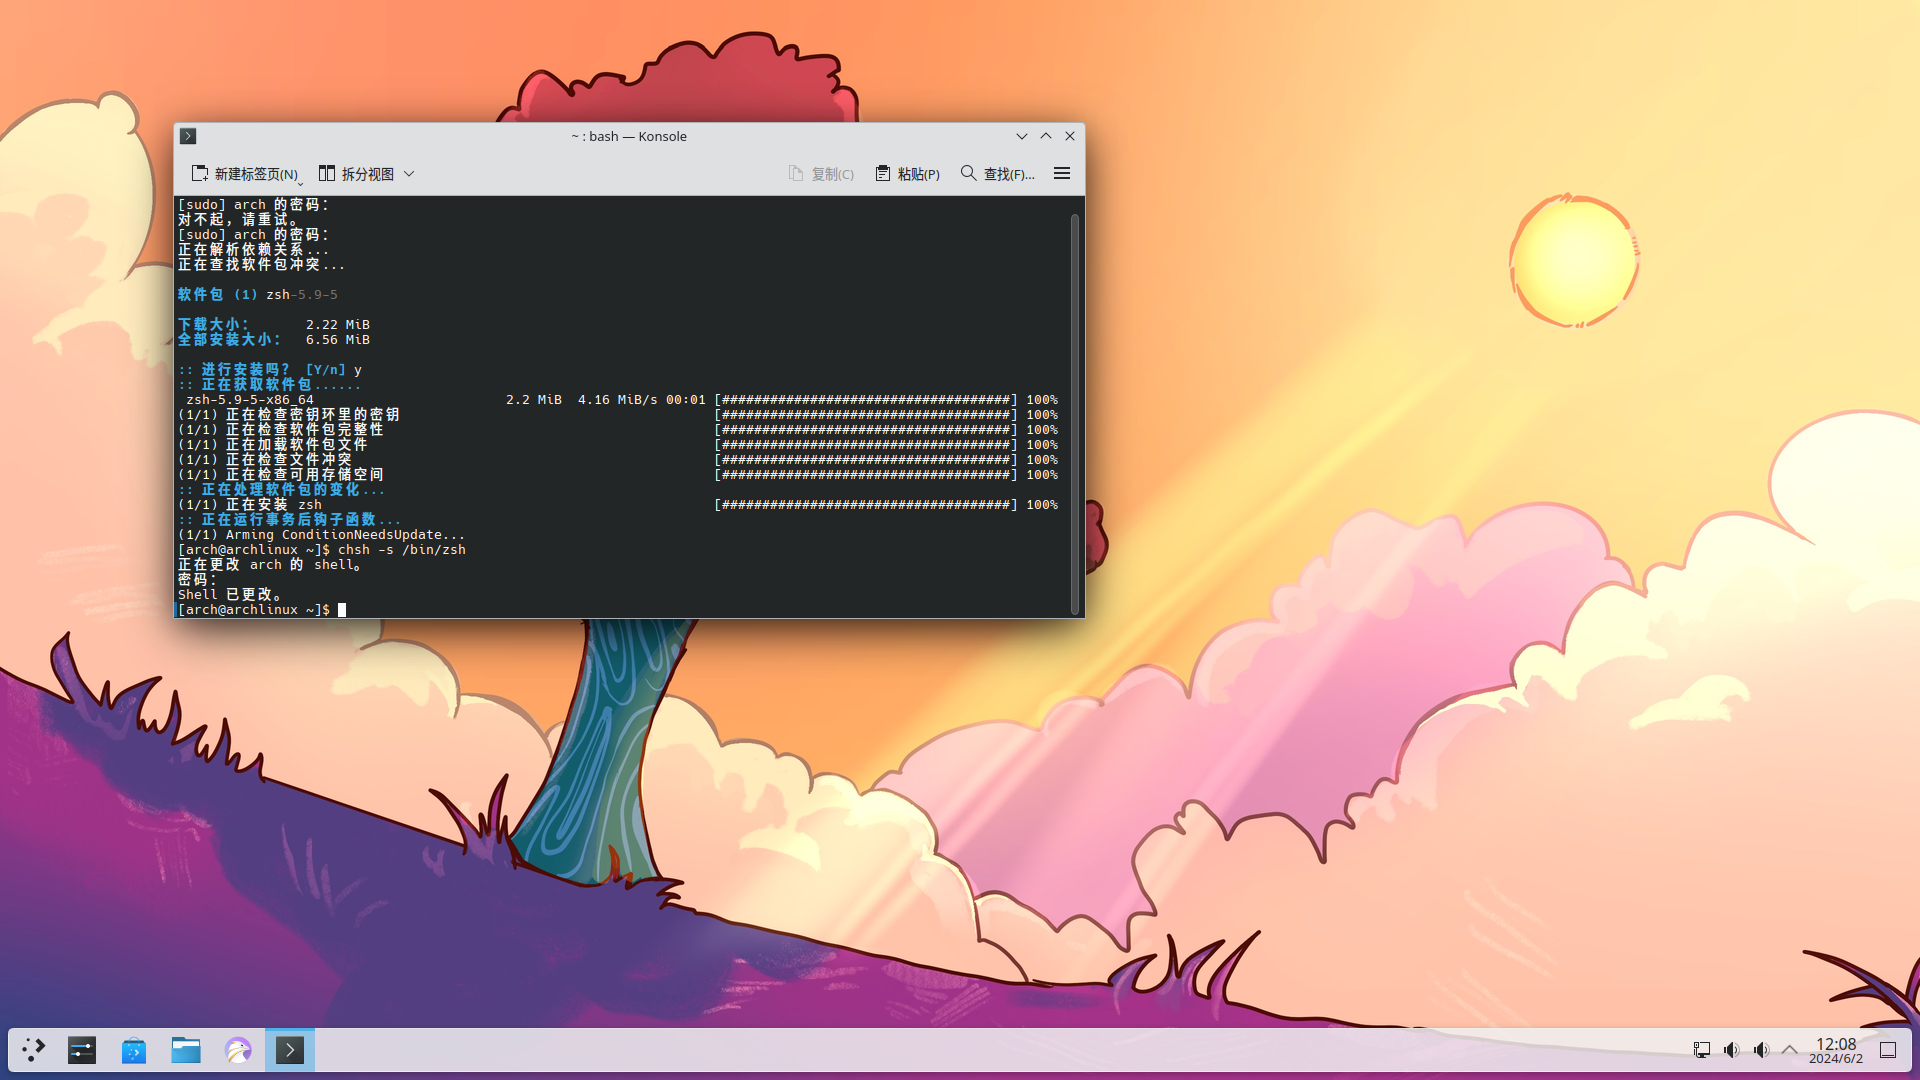 ~ : bash — Konsole
新建标签页(N)
拆分视图
复制(C)
粘贴(P)
查找(F)...
[sudo] arch 的密码：
对不起，请重试。
[sudo] arch 的密码：
正在解析依赖关系...
正在查找软件包冲突...
软件包 (1) zsh-5.9-5
下载大小：      2.22 MiB
全部安装大小：  6.56 MiB
:: 进行安装吗？ [Y/n] y
:: 正在获取软件包......
zsh-5.9-5-x86_64 2.2 MiB 4.16 MiB/s 00:01 [####################################] 100%
(1/1) 正在检查密钥环里的密钥 [####################################] 100%
(1/1) 正在检查软件包完整性 [####################################] 100%
(1/1) 正在加载软件包文件 [####################################] 100%
(1/1) 正在检查文件冲突 [####################################] 100%
(1/1) 正在检查可用存储空间 [####################################] 100%
:: 正在处理软件包的变化...
(1/1) 正在安装 zsh [####################################] 100%
:: 正在运行事务后钩子函数...
(1/1) Arming ConditionNeedsUpdate...
[arch@archlinux ~]$ chsh -s /bin/zsh
正在更改 arch 的 shell。
密码：
Shell 已更改。
[arch@archlinux ~]$
12:08
2024/6/2